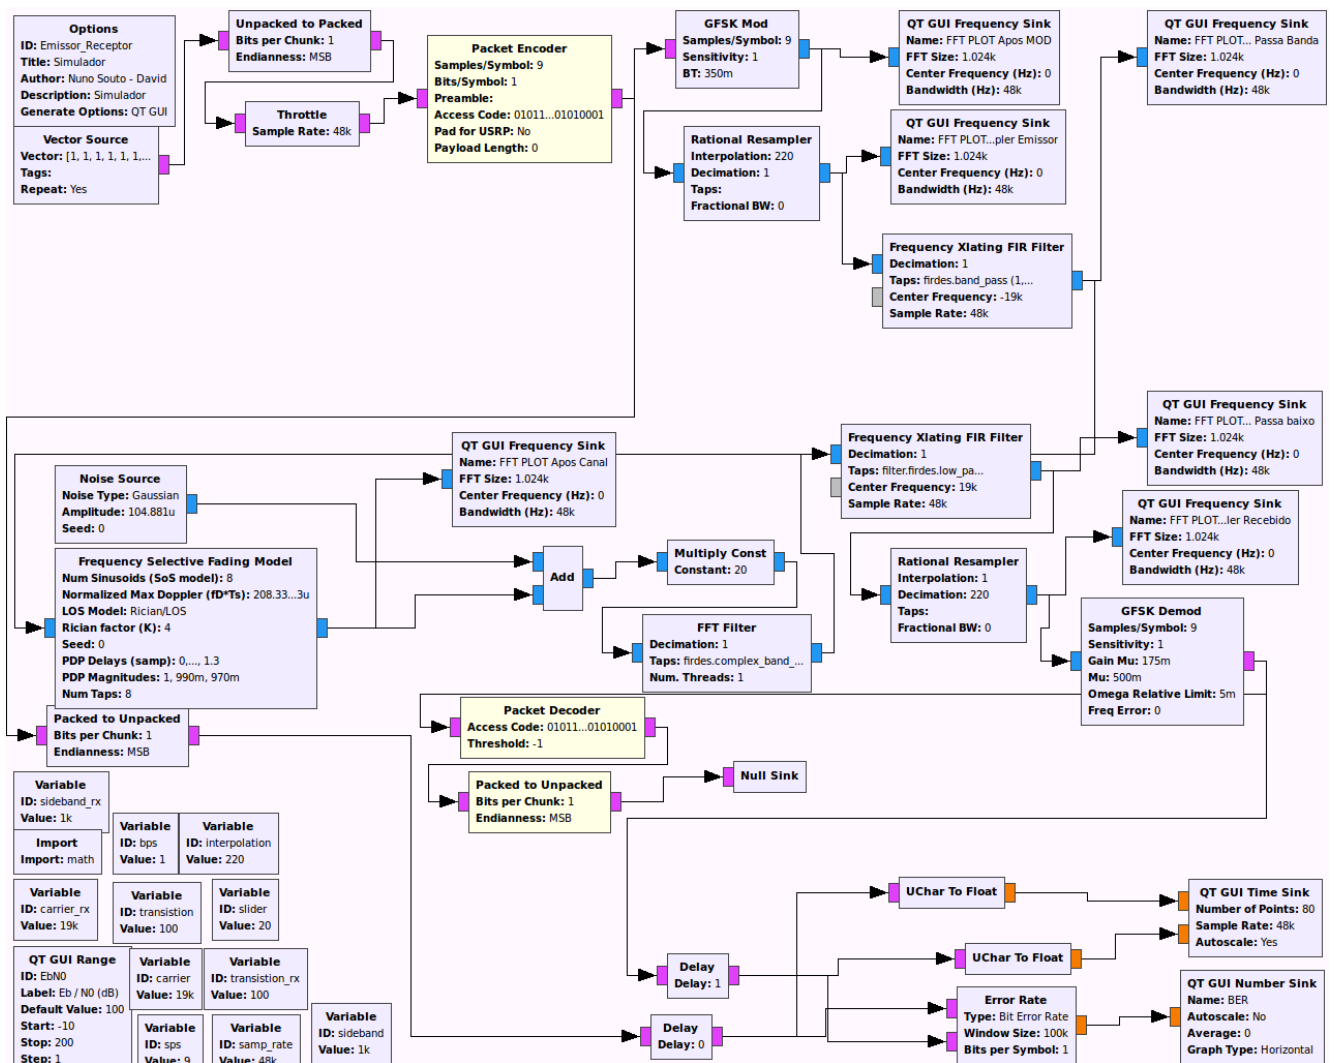 Options
ID: Emissor_Receptor
Title: Simulador
Author: Nuno Souto - David
Description: Simulador
Generate Options: QT GUI
Vector Source
Vector: [1, 1, 1, 1, 1, 1,...
Tags:
Repeat: Yes
Unpacked to Packed
Bits per Chunk: 1
Endianness: MSB
Throttle
Sample Rate: 48k
Packet Encoder
Samples/Symbol: 9
Bits/Symbol: 1
Preamble:
Access Code: 01011...01010001
Pad for USRP: No
Payload Length: 0
GFSK Mod
Samples/Symbol: 9
Sensitivity: 1
BT: 350m
QT GUI Frequency Sink
Name: FFT PLOT Apos MOD
FFT Size: 1.024k
Center Frequency (Hz): 0
Bandwidth (Hz): 48k
QT GUI Frequency Sink
Name: FFT PLOT... Passa Banda
FFT Size: 1.024k
Center Frequency (Hz): 0
Bandwidth (Hz): 48k
Rational Resampler
Interpolation: 220
Decimation: 1
Taps:
Fractional BW: 0
QT GUI Frequency Sink
Name: FFT PLOT...pler Emissor
FFT Size: 1.024k
Center Frequency (Hz): 0
Bandwidth (Hz): 48k
Frequency Xlating FIR Filter
Decimation: 1
Taps: firdes.band_pass (1,...
Center Frequency: -19k
Sample Rate: 48k
QT GUI Frequency Sink
Name: FFT PLOT Apos Canal
FFT Size: 1.024k
Center Frequency (Hz): 0
Bandwidth (Hz): 48k
Frequency Xlating FIR Filter
Decimation: 1
Taps: filter.firdes.low_pa...
Center Frequency: 19k
Sample Rate: 48k
QT GUI Frequency Sink
Name: FFT PLOT... Passa baixo
FFT Size: 1.024k
Center Frequency (Hz): 0
Bandwidth (Hz): 48k
Noise Source
Noise Type: Gaussian
Amplitude: 104.881u
Seed: 0
QT GUI Frequency Sink
Name: FFT PLOT...ler Recebido
FFT Size: 1.024k
Center Frequency (Hz): 0
Bandwidth (Hz): 48k
Frequency Selective Fading Model
Num Sinusoids (SoS model): 8
Normalized Max Doppler (fD*Ts): 208.33...3u
LOS Model: Rician/LOS
Rician factor (K): 4
Seed: 0
PDP Delays (samp): 0,..., 1.3
PDP Magnitudes: 1, 990m, 970m
Num Taps: 8
Add
Multiply Const
Constant: 20
FFT Filter
Decimation: 1
Taps: firdes.complex_band_...
Num. Threads: 1
Rational Resampler
Interpolation: 1
Decimation: 220
Taps:
Fractional BW: 0
GFSK Demod
Samples/Symbol: 9
Sensitivity: 1
Gain Mu: 175m
Mu: 500m
Omega Relative Limit: 5m
Freq Error: 0
Packed to Unpacked
Bits per Chunk: 1
Endianness: MSB
Packet Decoder
Access Code: 01011...01010001
Threshold: -1
Packed to Unpacked
Bits per Chunk: 1
Endianness: MSB
Null Sink
Variable
ID: sideband_rx
Value: 1k
Import
Import: math
Variable
ID: bps
Value: 1
Variable
ID: interpolation
Value: 220
Variable
ID: carrier_rx
Value: 19k
Variable
ID: transistion
Value: 100
Variable
ID: slider
Value: 20
QT GUI Range
ID: EbN0
Label: Eb / N0 (dB)
Default Value: 100
Start: -10
Stop: 200
Step: 1
Variable
ID: carrier
Value: 19k
Variable
ID: transistion_rx
Value: 100
Variable
ID: sps
Value: 9
Variable
ID: samp_rate
Value: 48k
Variable
ID: sideband
Value: 1k
UChar To Float
QT GUI Time Sink
Number of Points: 80
Sample Rate: 48k
Autoscale: Yes
UChar To Float
Delay
Delay: 1
Delay
Delay: 0
Error Rate
Type: Bit Error Rate
Window Size: 100k
Bits per Symbol: 1
QT GUI Number Sink
Name: BER
Autoscale: No
Average: 0
Graph Type: Horizontal